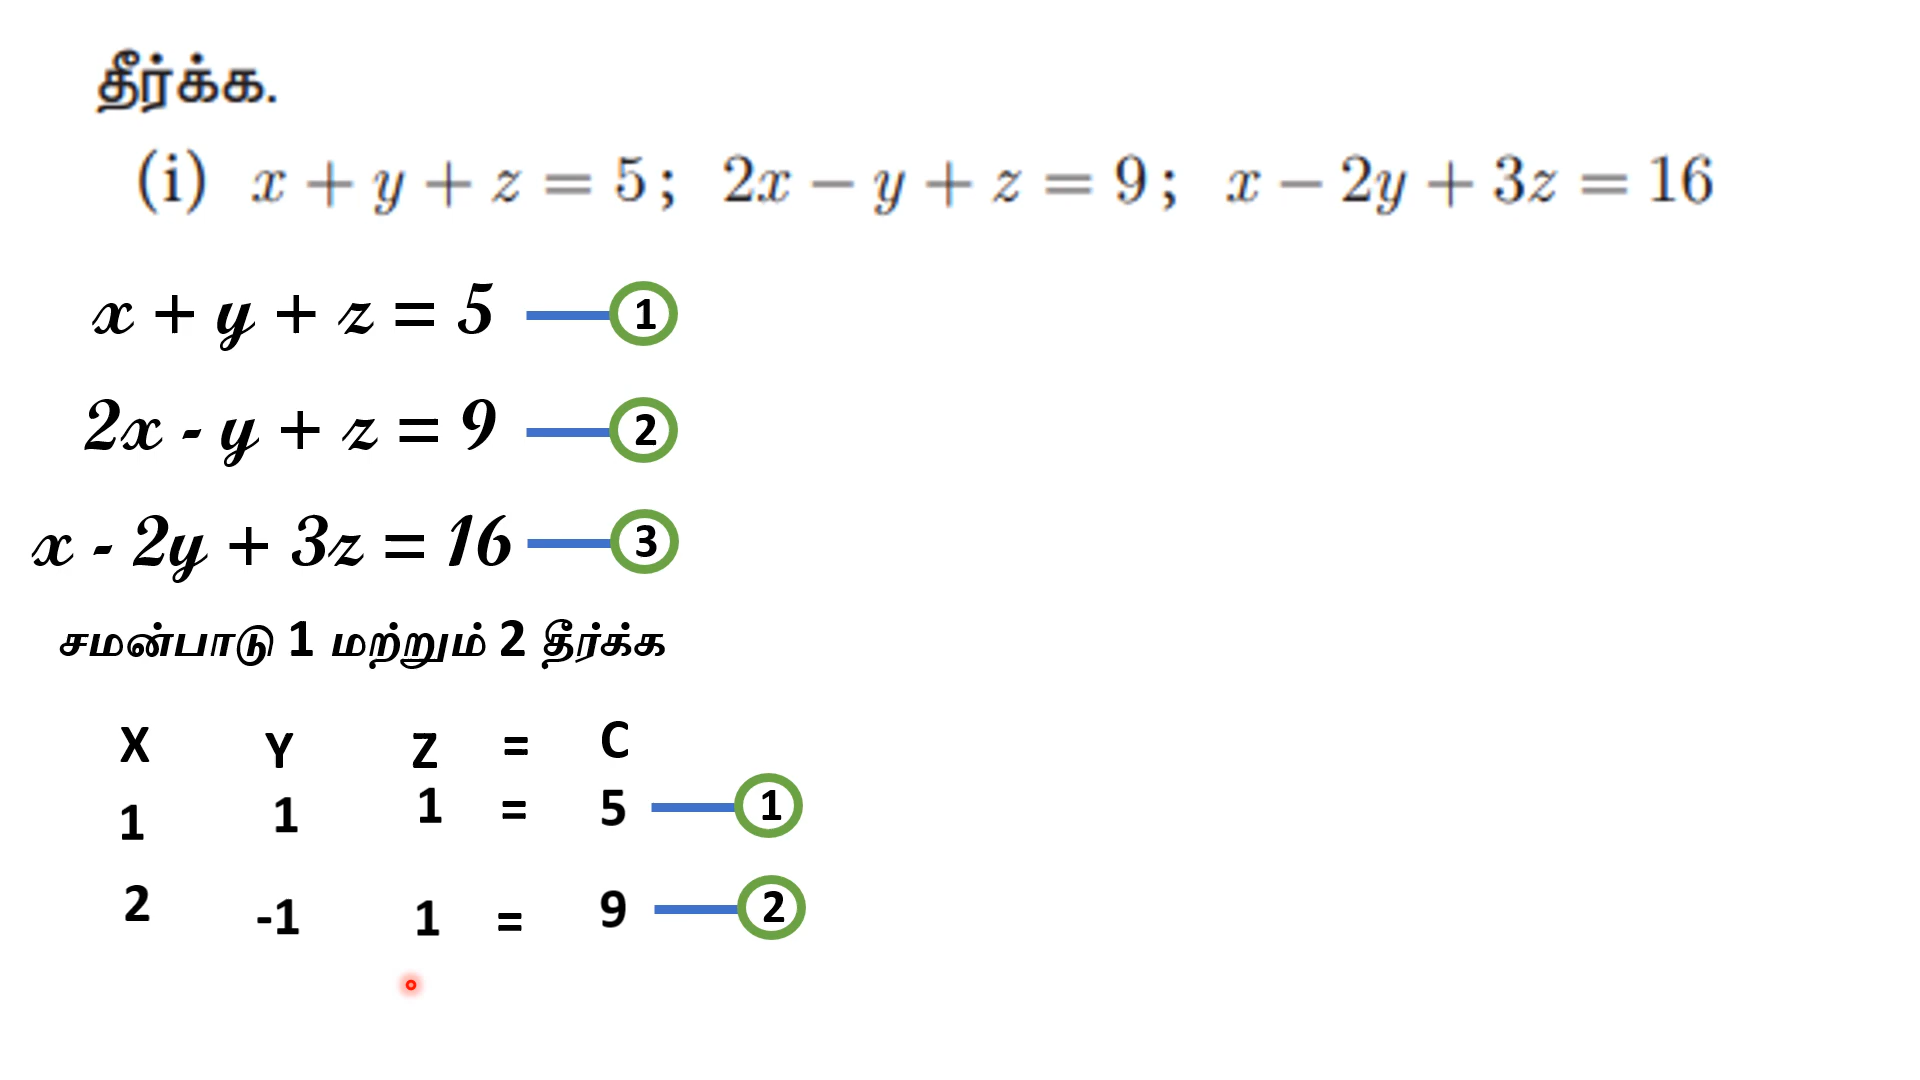 தீர்க்க.
(i) x + y + z = 5 ; 2x − y + z = 9 ; x − 2y + 3z = 16
x + y + z = 5 1
2x - y + z = 9 2
x - 2y + 3z = 16 3
சமன்பாடு 1 மற்றும் 2 தீர்க்க
X Y Z = C
1 1 1 = 5 1
2 -1 1 = 9 2